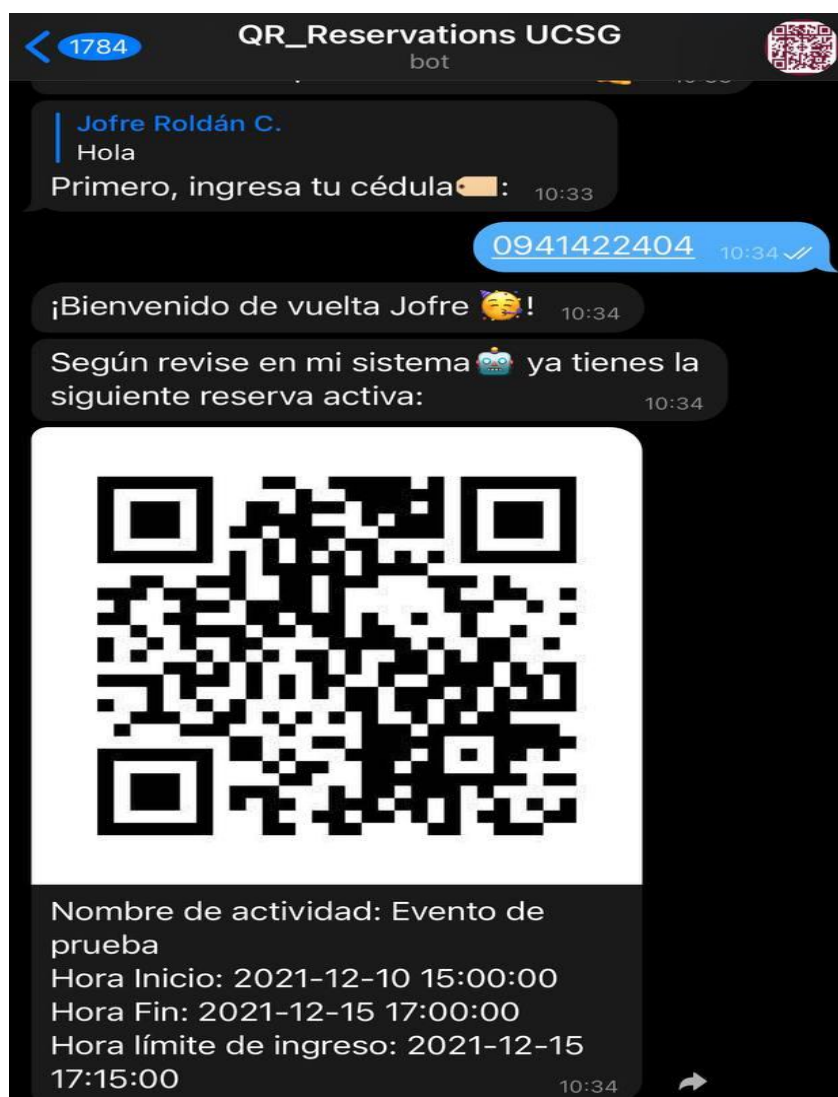 1784
QR_Reservations UCSG
bot
Jofre Roldán C.
Hola
Primero, ingresa tu cédula🏷️: 10:33
0941422404 10:34
¡Bienvenido de vuelta Jofre 🥳! 10:34
Según revise en mi sistema🤖 ya tienes la
siguiente reserva activa: 10:34
Nombre de actividad: Evento de
prueba
Hora Inicio: 2021-12-10 15:00:00
Hora Fin: 2021-12-15 17:00:00
Hora límite de ingreso: 2021-12-15
17:15:00 10:34